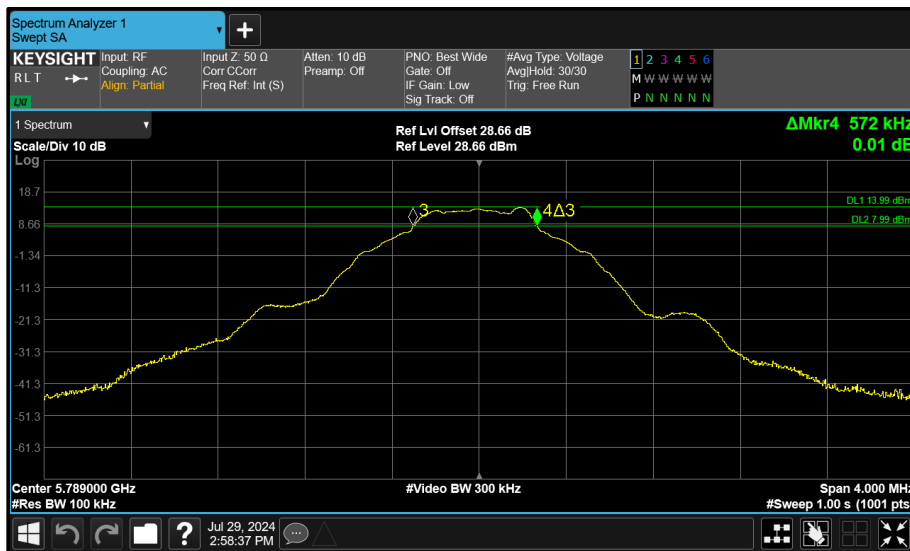 Spectrum Analyzer 1
Swept SA
+
KEYSIGHT
R L T
LXI
Input: RF
Coupling: AC
Align: Partial
Input Z: 50 Ω
Corr CCorr
Freq Ref: Int (S)
Atten: 10 dB
Preamp: Off
PNO: Best Wide
Gate: Off
IF Gain: Low
Sig Track: Off
#Avg Type: Voltage
Avg|Hold: 30/30
Trig: Free Run
1 2 3 4 5 6
M W W W W W
P N N N N N
1 Spectrum
Scale/Div 10 dB
Ref Lvl Offset 28.66 dB
Ref Level 28.66 dBm
ΔMkr4 572 kHz
0.01 dB
Log
18.7
DL1 13.99 dBm
3
4Δ3
8.66
DL2 7.99 dBm
-1.34
-11.3
-21.3
-31.3
-41.3
-51.3
-61.3
Center 5.789000 GHz
#Video BW 300 kHz
Span 4.000 MHz
#Res BW 100 kHz
#Sweep 1.00 s (1001 pts
?
Jul 29, 2024
2:58:37 PM